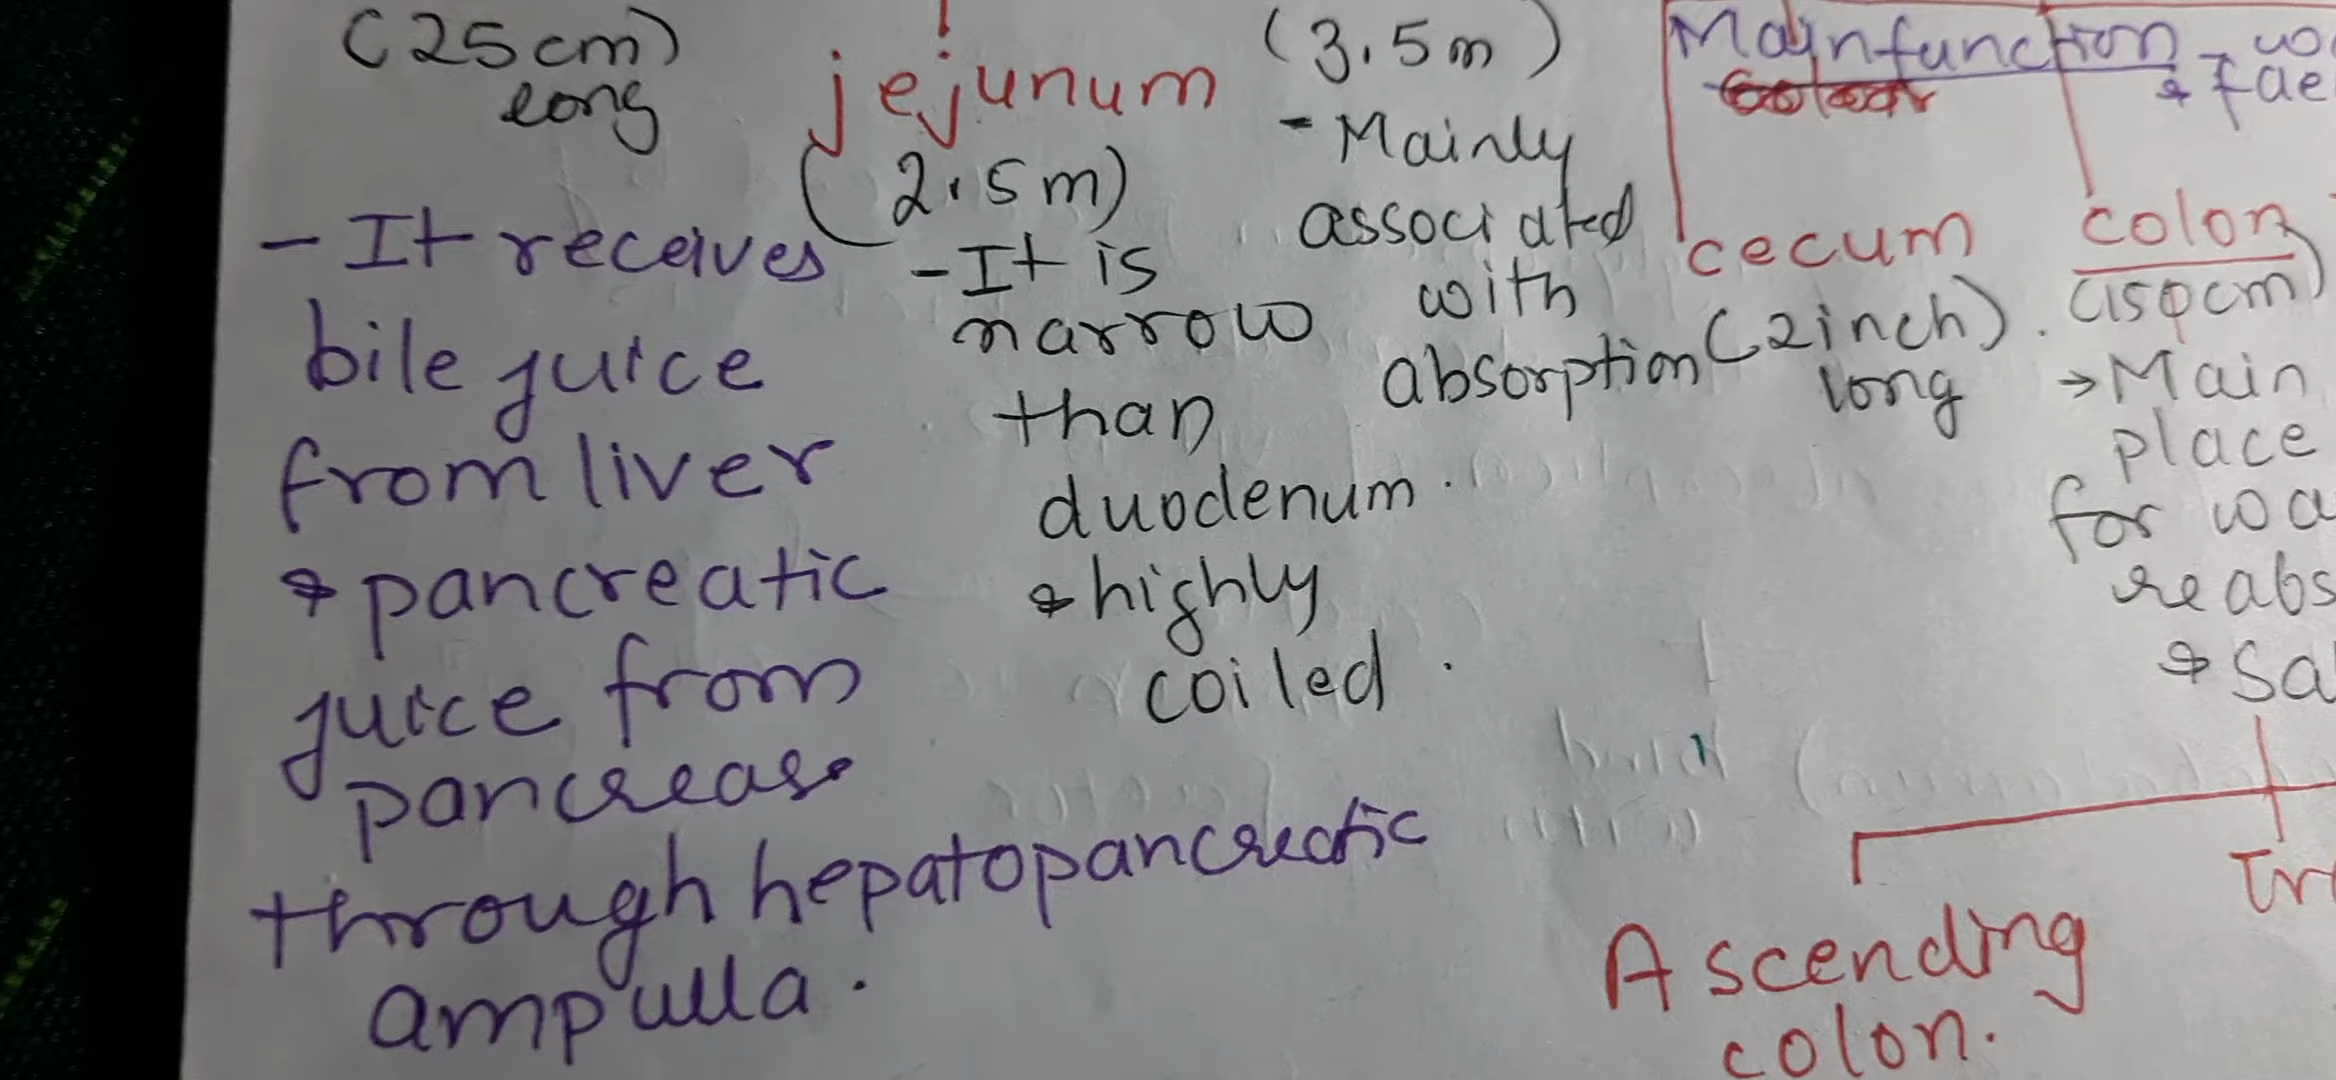 (25cm)
long
- It receives
bile juice
from liver
& pancreatic
juice from
pancreas
through hepatopancreatic
ampulla.
jejunum
(2.5m)
- It is
narrow
than
duodenum.
& highly
coiled.
(3.5m)
- Mainly
associated
with
absorption
Main function -
&
cecum
(2inch).
long
colon
→ Main
place
for
Ascending
colon.